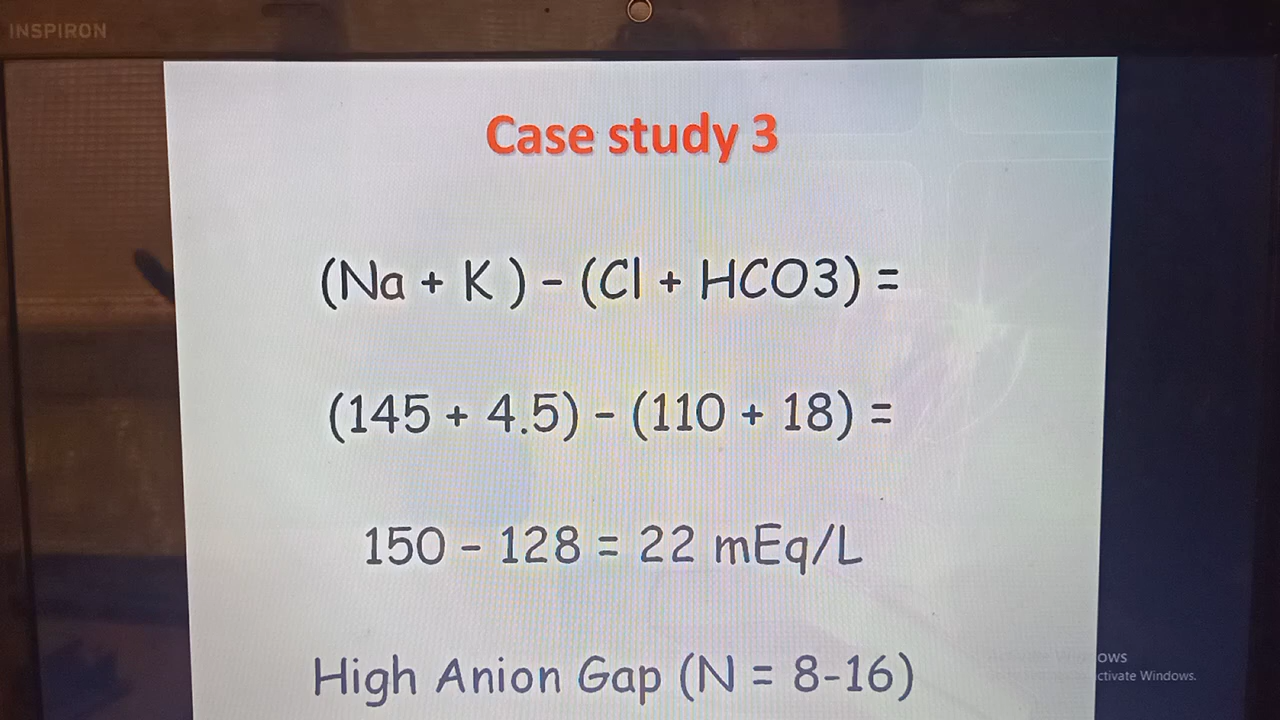 INSPIRON
Case study 3
(Na + K ) - (Cl + HCO3) =
(145 + 4.5) - (110 + 18) =
150 - 128 = 22 mEq/L
High Anion Gap (N = 8-16)
Windows.